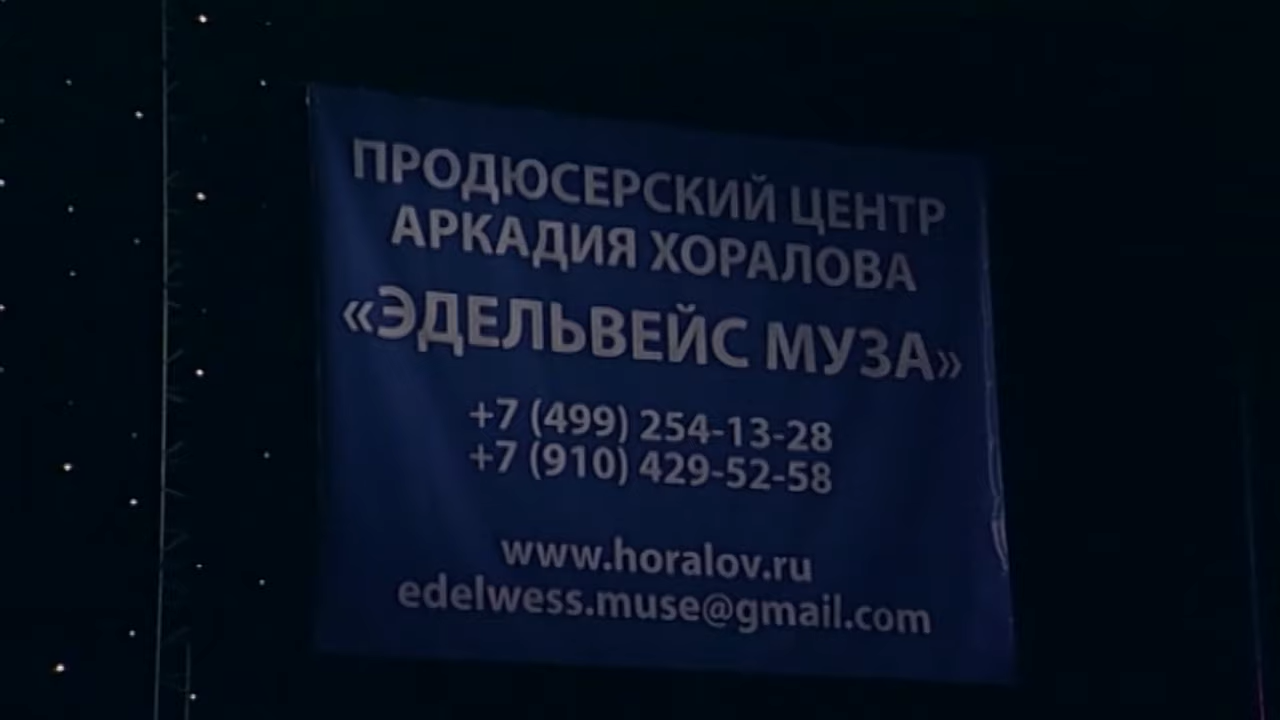 ПРОДЮСЕРСКИЙ ЦЕНТР
АРКАДИЯ ХОРАЛОВА
«ЭДЕЛЬВЕЙС МУЗА»
+7 (499) 254-13-28
+7 (910) 429-52-58
www.horalov.ru
edelwess.muse@gmail.com